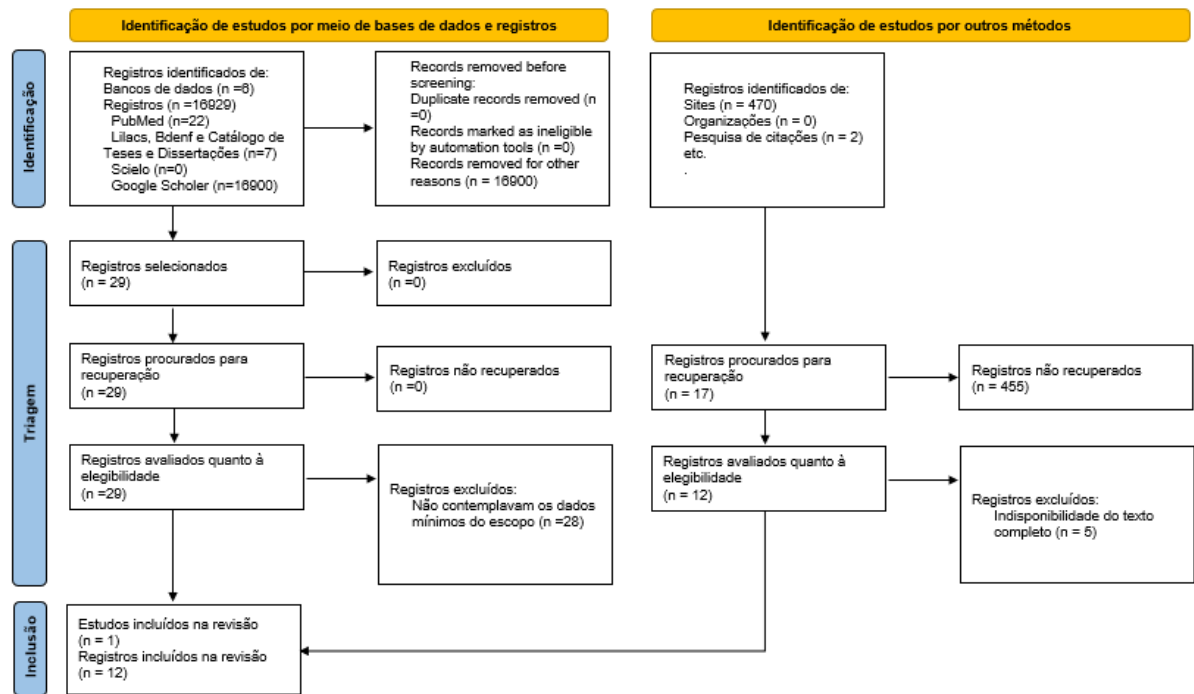 Identificação de estudos por meio de bases de dados e registros
Identificação de estudos por outros métodos
Identificação
Registros identificados de:
Bancos de dados (n =6)
Registros (n =16929)
PubMed (n=22)
Lilacs, Bdenf e Catálogo de
Teses e Dissertações (n=7)
Scielo (n=0)
Google Scholer (n=16900)
Records removed before
screening:
Duplicate records removed (n
=0)
Records marked as ineligible
by automation tools (n =0)
Records removed for other
reasons (n = 16900)
Registros identificados de:
Sites (n = 470)
Organizações (n = 0)
Pesquisa de citações (n = 2)
etc.
.
Triagem
Registros selecionados
(n = 29)
Registros excluídos
(n =0)
Registros procurados para
recuperação
(n =29)
Registros não recuperados
(n =0)
Registros procurados para
recuperação
(n = 17)
Registros não recuperados
(n = 455)
Registros avaliados quanto à
elegibilidade
(n =29)
Registros excluídos:
Não contemplavam os dados
mínimos do escopo (n =28)
Registros avaliados quanto à
elegibilidade
(n = 12)
Registros excluídos:
Indisponibilidade do texto
completo (n = 5)
Inclusão
Estudos incluídos na revisão
(n = 1)
Registros incluídos na revisão
(n = 12)